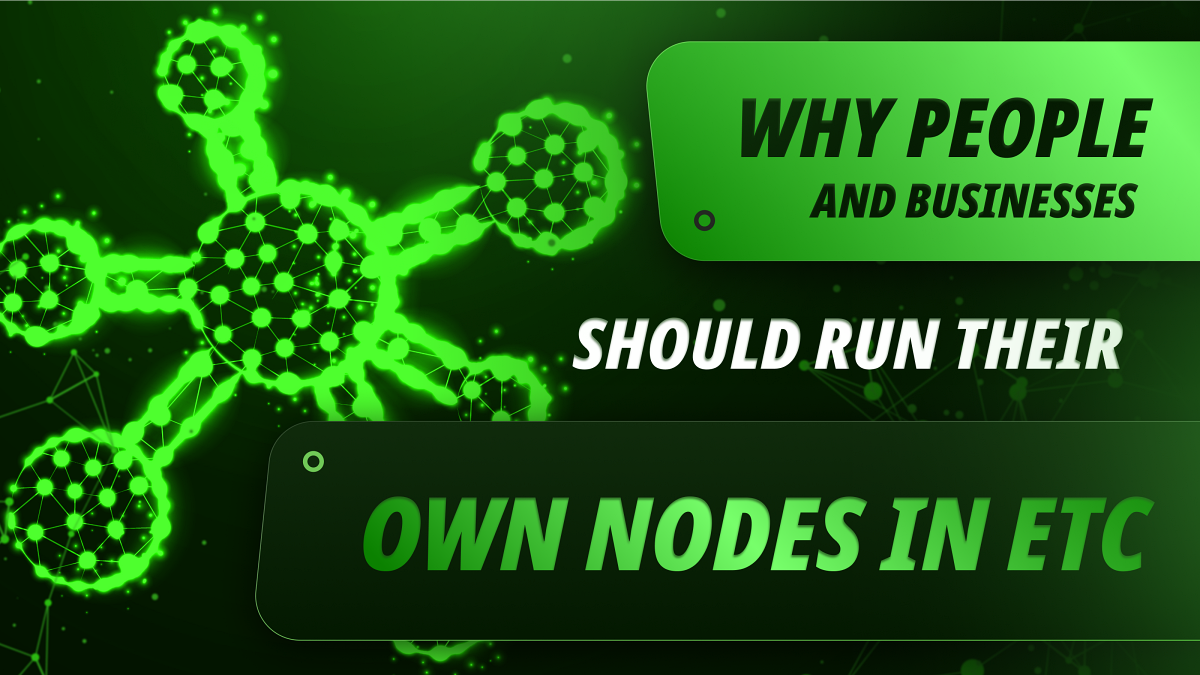 WHY PEOPLE
AND BUSINESSES
SHOULD RUN THEIR
OWN NODES IN ETC